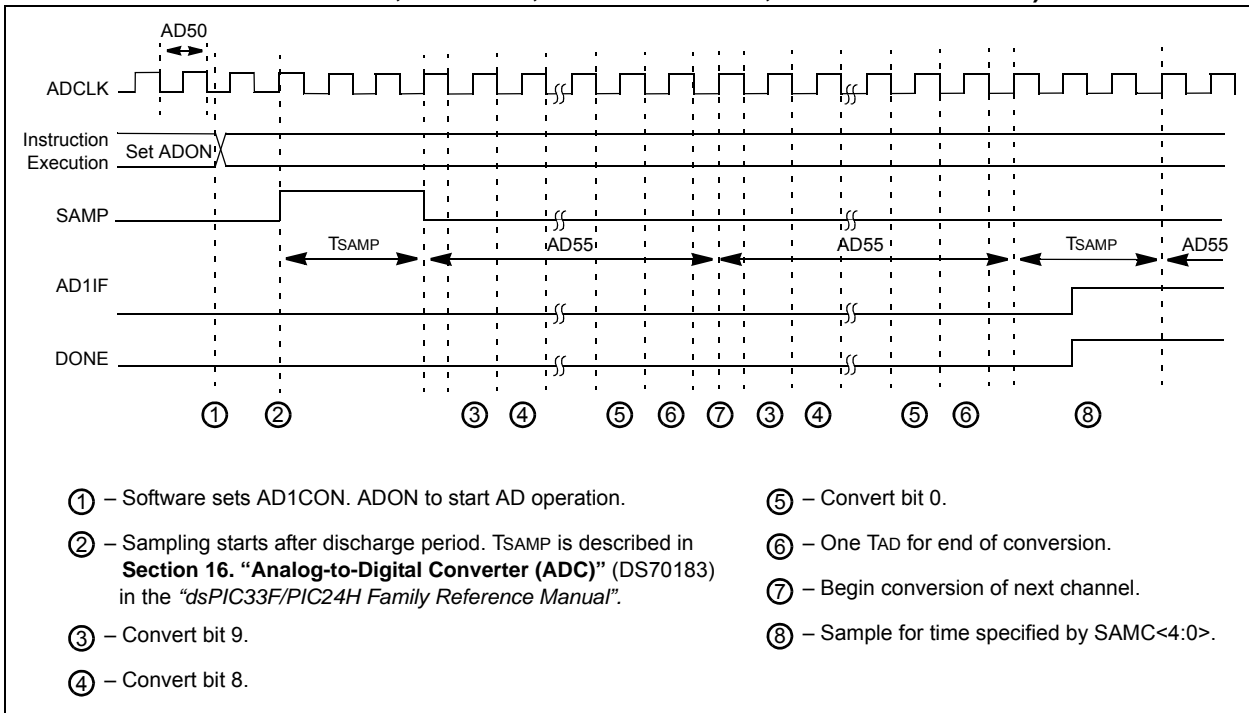 AD50
ADCLK
Instruction
Execution
Set ADON
SAMP
TSAMP
AD55
AD55
TSAMP
AD55
AD1IF
DONE
1 2 3 4 5 6 7 3 4 5 6 8
1 – Software sets AD1CON. ADON to start AD operation.
2 – Sampling starts after discharge period. TSAMP is described in
Section 16. “Analog-to-Digital Converter (ADC)” (DS70183)
in the “dsPIC33F/PIC24H Family Reference Manual”.
3 – Convert bit 9.
4 – Convert bit 8.
5 – Convert bit 0.
6 – One TAD for end of conversion.
7 – Begin conversion of next channel.
8 – Sample for time specified by SAMC<4:0>.